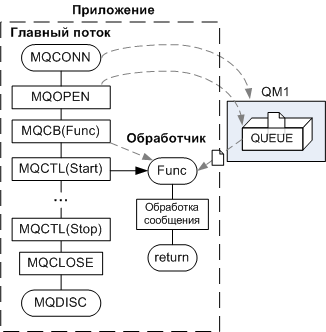 Приложение
Главный поток
MQCONN
QM1
MQOPEN
QUEUE
MQCB(Func)
Обработчик
MQCTL(Start)
Func
...
Обработка
сообщения
MQCTL(Stop)
MQCLOSE
return
MQDISC